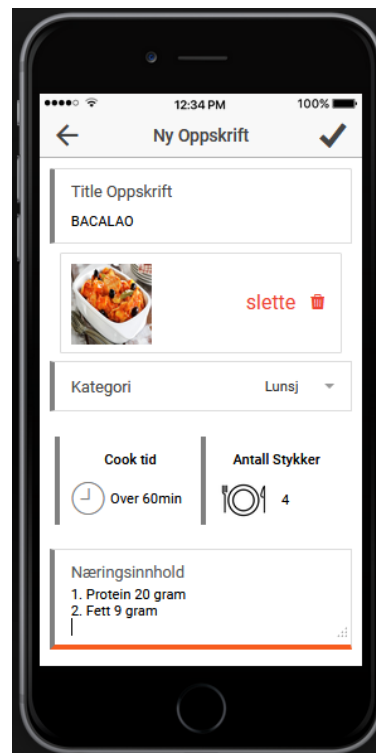 12:34 PM 100%
Ny Oppskrift
Title Oppskrift
BACALAO
slette
Kategori Lunsj
Cook tid Antall Stykker
Over 60min 4
Næringsinnhold
1. Protein 20 gram
2. Fett 9 gram